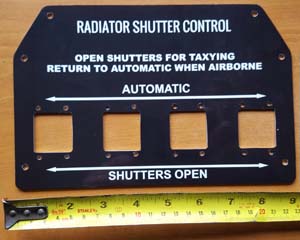 RADIATOR SHUTTER CONTROL
OPEN SHUTTERS FOR TAXYING
RETURN TO AUTOMATIC WHEN AIRBORNE
AUTOMATIC
SHUTTERS OPEN
2 3 4 5 6 7 8 9
STANLEY